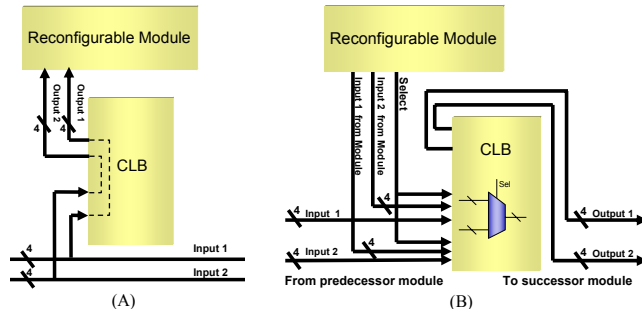 Reconfigurable Module
4
4
Output 2
Output 1
CLB
4
Input 1
4
Input 2
(A)
Reconfigurable Module
Input 1 from Module
Input 2 from Module
Select
CLB
Sel
4
4
Input 1
4
4
Input 2
4
Output 1
4
Output 2
From predecessor module
To successor module
(B)